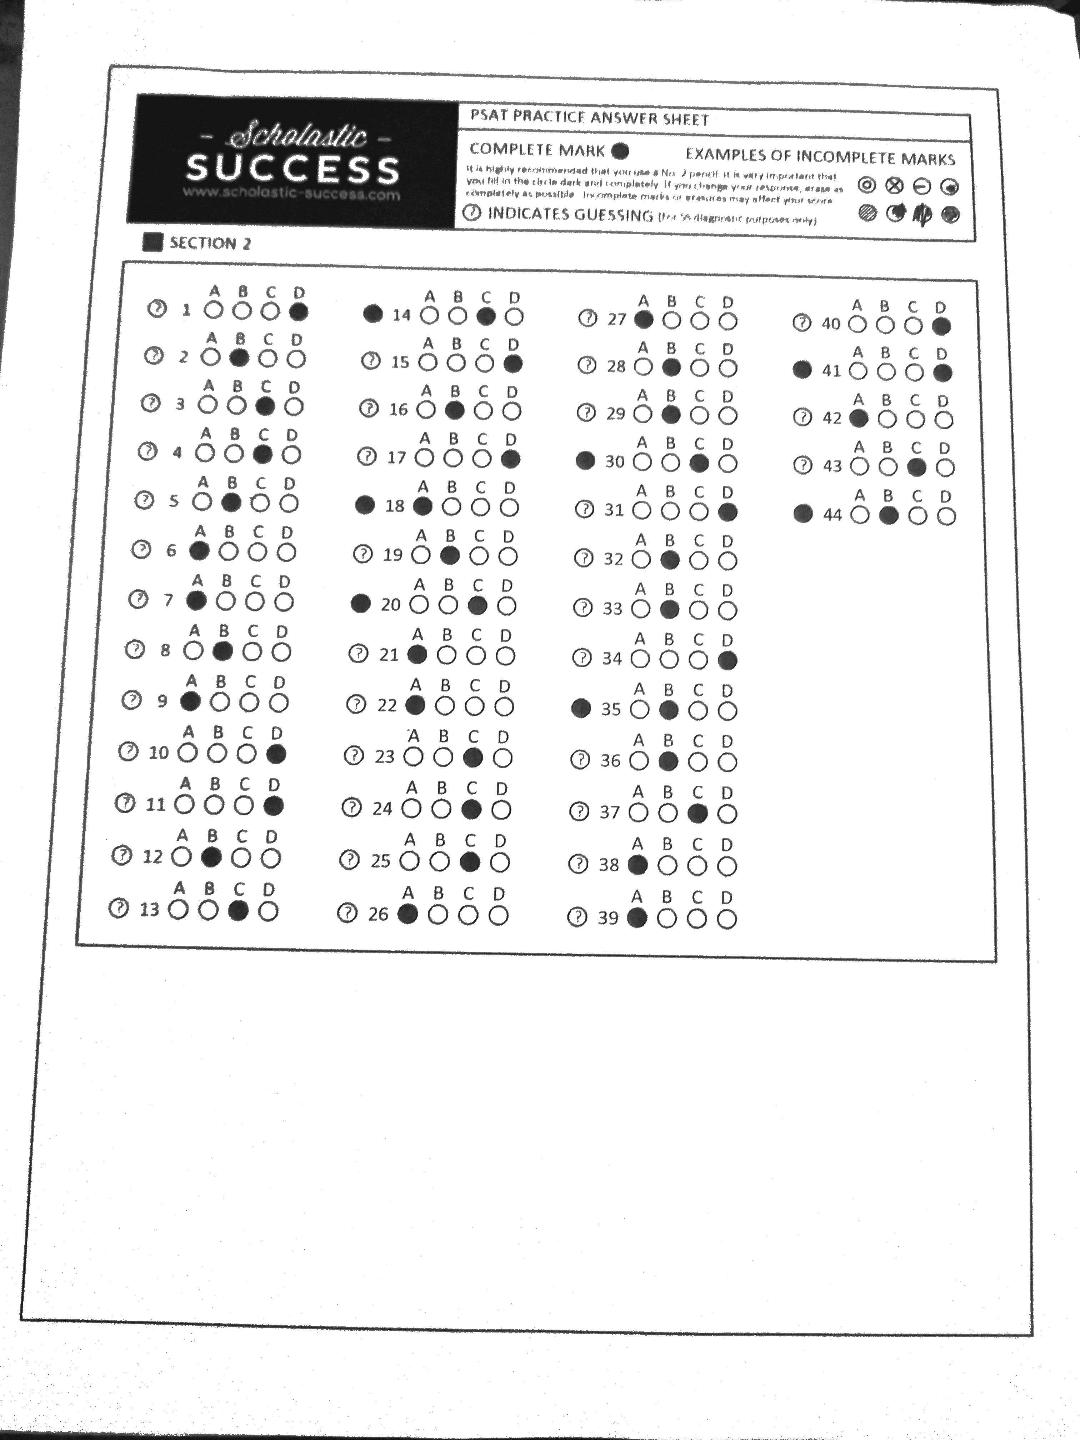 - Scholastic -
SUCCESS
www.scholastic-success.com
PSAT PRACTICE ANSWER SHEET
COMPLETE MARK
EXAMPLES OF INCOMPLETE MARKS
It is highly recommended that you use a No. 2 pencil. It is very important that
you fill in the circle dark and completely. If you change your response, erase as
completely as possible. Incomplete marks or erasures may affect your score.
? INDICATES GUESSING (for SS diagnostic purposes only)
SECTION 2
A B C D
? 1
A B C D
? 2
A B C D
? 3
A B C D
? 4
A B C D
? 5
A B C D
? 6
A B C D
? 7
A B C D
? 8
A B C D
? 9
A B C D
? 10
A B C D
? 11
A B C D
? 12
A B C D
? 13
A B C D
14
A B C D
? 15
A B C D
? 16
A B C D
? 17
A B C D
18
A B C D
? 19
A B C D
20
A B C D
? 21
A B C D
? 22
A B C D
? 23
A B C D
? 24
A B C D
? 25
A B C D
? 26
A B C D
? 27
A B C D
? 28
A B C D
? 29
A B C D
30
A B C D
? 31
A B C D
? 32
A B C D
? 33
A B C D
? 34
A B C D
35
A B C D
? 36
A B C D
? 37
A B C D
? 38
A B C D
? 39
A B C D
? 40
A B C D
41
A B C D
? 42
A B C D
? 43
A B C D
44